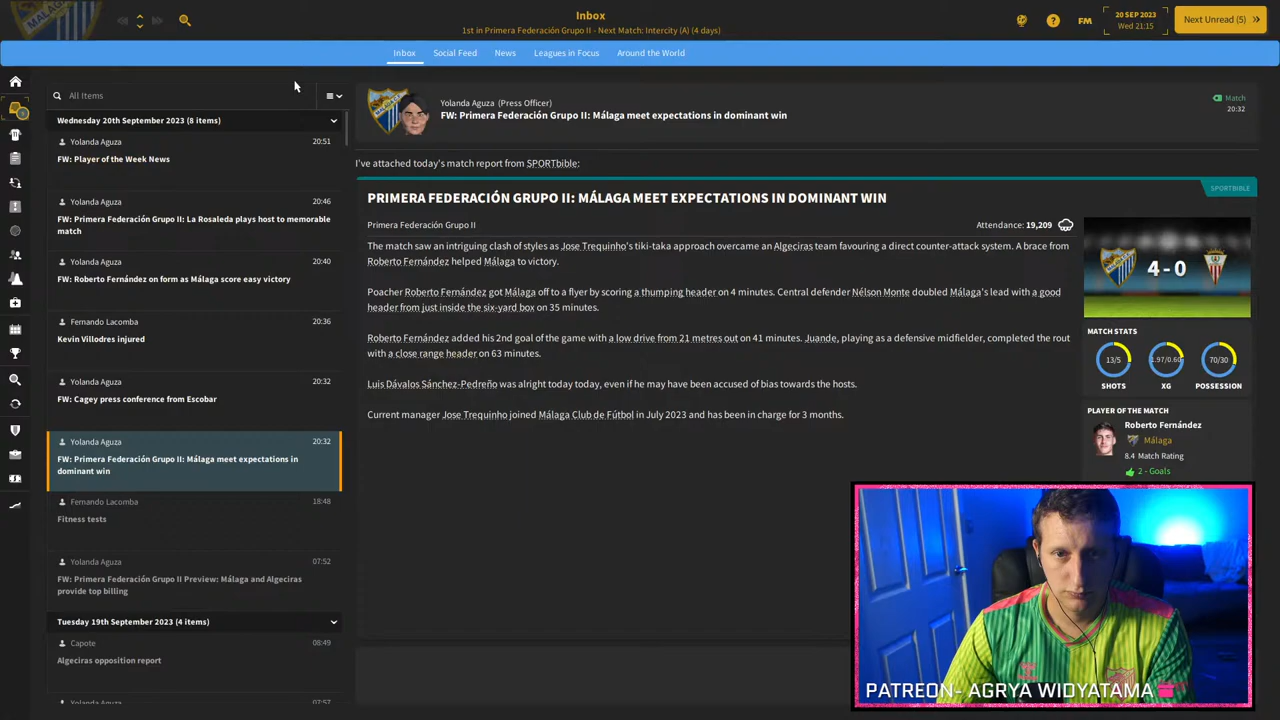 Inbox
1st in Primera Federación Grupo II - Next Match: Intercity (A) (4 days)
FM
20 SEP 2023
Wed 21:15
Next Unread (5)
Inbox
Social Feed
News
Leagues in Focus
Around the World
All Items
Wednesday 20th September 2023 (8 items)
Yolanda Aguza 20:51
FW: Player of the Week News
Yolanda Aguza 20:46
FW: Primera Federación Grupo II: La Rosaleda plays host to memorable
match
Yolanda Aguza 20:40
FW: Roberto Fernández on form as Málaga score easy victory
Fernando Lacomba 20:36
Kevin Villodres injured
Yolanda Aguza 20:32
FW: Cagey press conference from Escobar
Yolanda Aguza 20:32
FW: Primera Federación Grupo II: Málaga meet expectations in
dominant win
Fernando Lacomba 18:48
Fitness tests
Yolanda Aguza 07:52
FW: Primera Federación Grupo II Preview: Málaga and Algeciras
provide top billing
Tuesday 19th September 2023 (4 items)
Capote 08:49
Algeciras opposition report
Yolanda Aguza 07:57
Yolanda Aguza (Press Officer)
FW: Primera Federación Grupo II: Málaga meet expectations in dominant win
Match
20:32
I've attached today's match report from SPORTbible:
SPORTBIBLE
PRIMERA FEDERACIÓN GRUPO II: MÁLAGA MEET EXPECTATIONS IN DOMINANT WIN
Primera Federación Grupo II
Attendance: 19,209
The match saw an intriguing clash of styles as Jose Trequinho's tiki-taka approach overcame an Algeciras team favouring a direct counter-attack system. A brace from
Roberto Fernández helped Málaga to victory.
Poacher Roberto Fernández got Málaga off to a flyer by scoring a thumping header on 4 minutes. Central defender Nélson Monte doubled Málaga's lead with a good
header from just inside the six-yard box on 35 minutes.
Roberto Fernández added his 2nd goal of the game with a low drive from 21 metres out on 41 minutes. Juande, playing as a defensive midfielder, completed the rout
with a close range header on 63 minutes.
Luis Dávalos Sánchez-Pedreño was alright today today, even if he may have been accused of bias towards the hosts.
Current manager Jose Trequinho joined Málaga Club de Fútbol in July 2023 and has been in charge for 3 months.
4-0
MATCH STATS
13/5
1.97/0.60
70/30
SHOTS
XG
POSSESSION
PLAYER OF THE MATCH
Roberto Fernández
Málaga
8.4 Match Rating
2 - Goals
PATREON- AGRYA WIDYATAMA